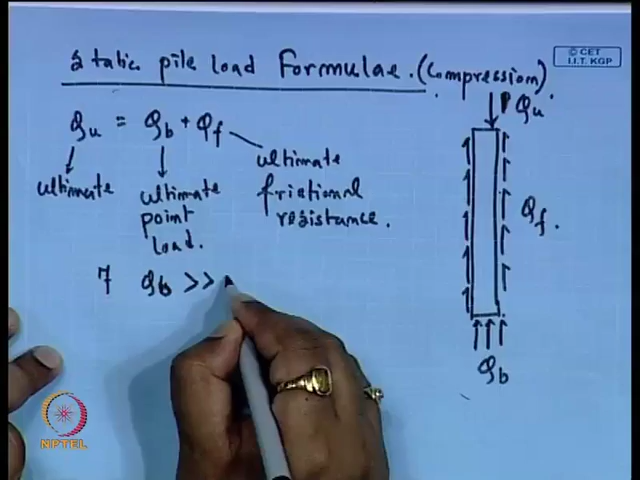 Static pile load Formulae. (Compression)
© CET
I.I.T. KGP
Qu = Qb + Qf
Qu
ultimate
ultimate point load.
ultimate frictional resistance.
Qf.
7 Qb >>
Qb
NPTEL